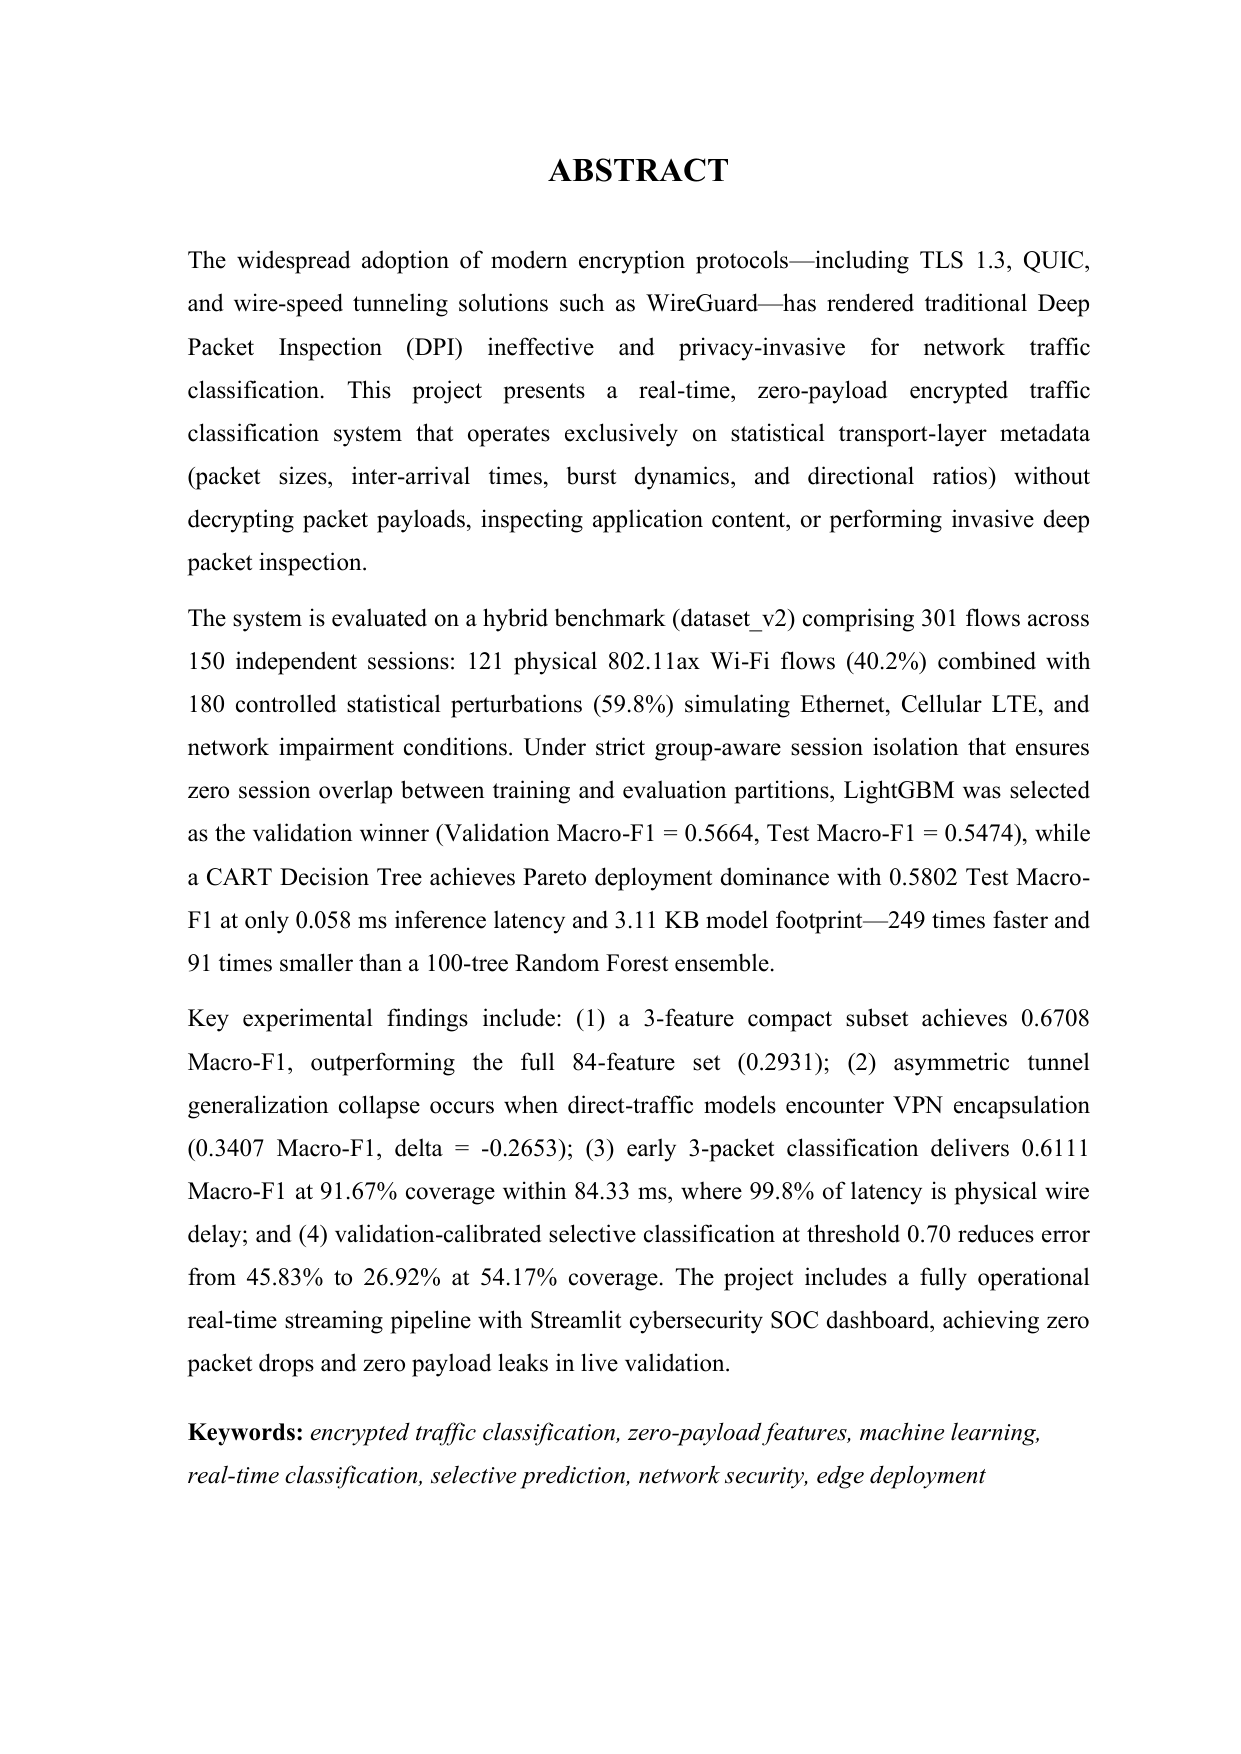 ABSTRACT
The widespread adoption of modern encryption protocols—including TLS 1.3, QUIC,
and wire-speed tunneling solutions such as WireGuard—has rendered traditional Deep
Packet Inspection (DPI) ineffective and privacy-invasive for network traffic
classification. This project presents a real-time, zero-payload encrypted traffic
classification system that operates exclusively on statistical transport-layer metadata
(packet sizes, inter-arrival times, burst dynamics, and directional ratios) without
decrypting packet payloads, inspecting application content, or performing invasive deep
packet inspection.
The system is evaluated on a hybrid benchmark (dataset_v2) comprising 301 flows across
150 independent sessions: 121 physical 802.11ax Wi-Fi flows (40.2%) combined with
180 controlled statistical perturbations (59.8%) simulating Ethernet, Cellular LTE, and
network impairment conditions. Under strict group-aware session isolation that ensures
zero session overlap between training and evaluation partitions, LightGBM was selected
as the validation winner (Validation Macro-F1 = 0.5664, Test Macro-F1 = 0.5474), while
a CART Decision Tree achieves Pareto deployment dominance with 0.5802 Test Macro-
F1 at only 0.058 ms inference latency and 3.11 KB model footprint—249 times faster and
91 times smaller than a 100-tree Random Forest ensemble.
Key experimental findings include: (1) a 3-feature compact subset achieves 0.6708
Macro-F1, outperforming the full 84-feature set (0.2931); (2) asymmetric tunnel
generalization collapse occurs when direct-traffic models encounter VPN encapsulation
(0.3407 Macro-F1, delta = -0.2653); (3) early 3-packet classification delivers 0.6111
Macro-F1 at 91.67% coverage within 84.33 ms, where 99.8% of latency is physical wire
delay; and (4) validation-calibrated selective classification at threshold 0.70 reduces error
from 45.83% to 26.92% at 54.17% coverage. The project includes a fully operational
real-time streaming pipeline with Streamlit cybersecurity SOC dashboard, achieving zero
packet drops and zero payload leaks in live validation.
Keywords: encrypted traffic classification, zero-payload features, machine learning,
real-time classification, selective prediction, network security, edge deployment